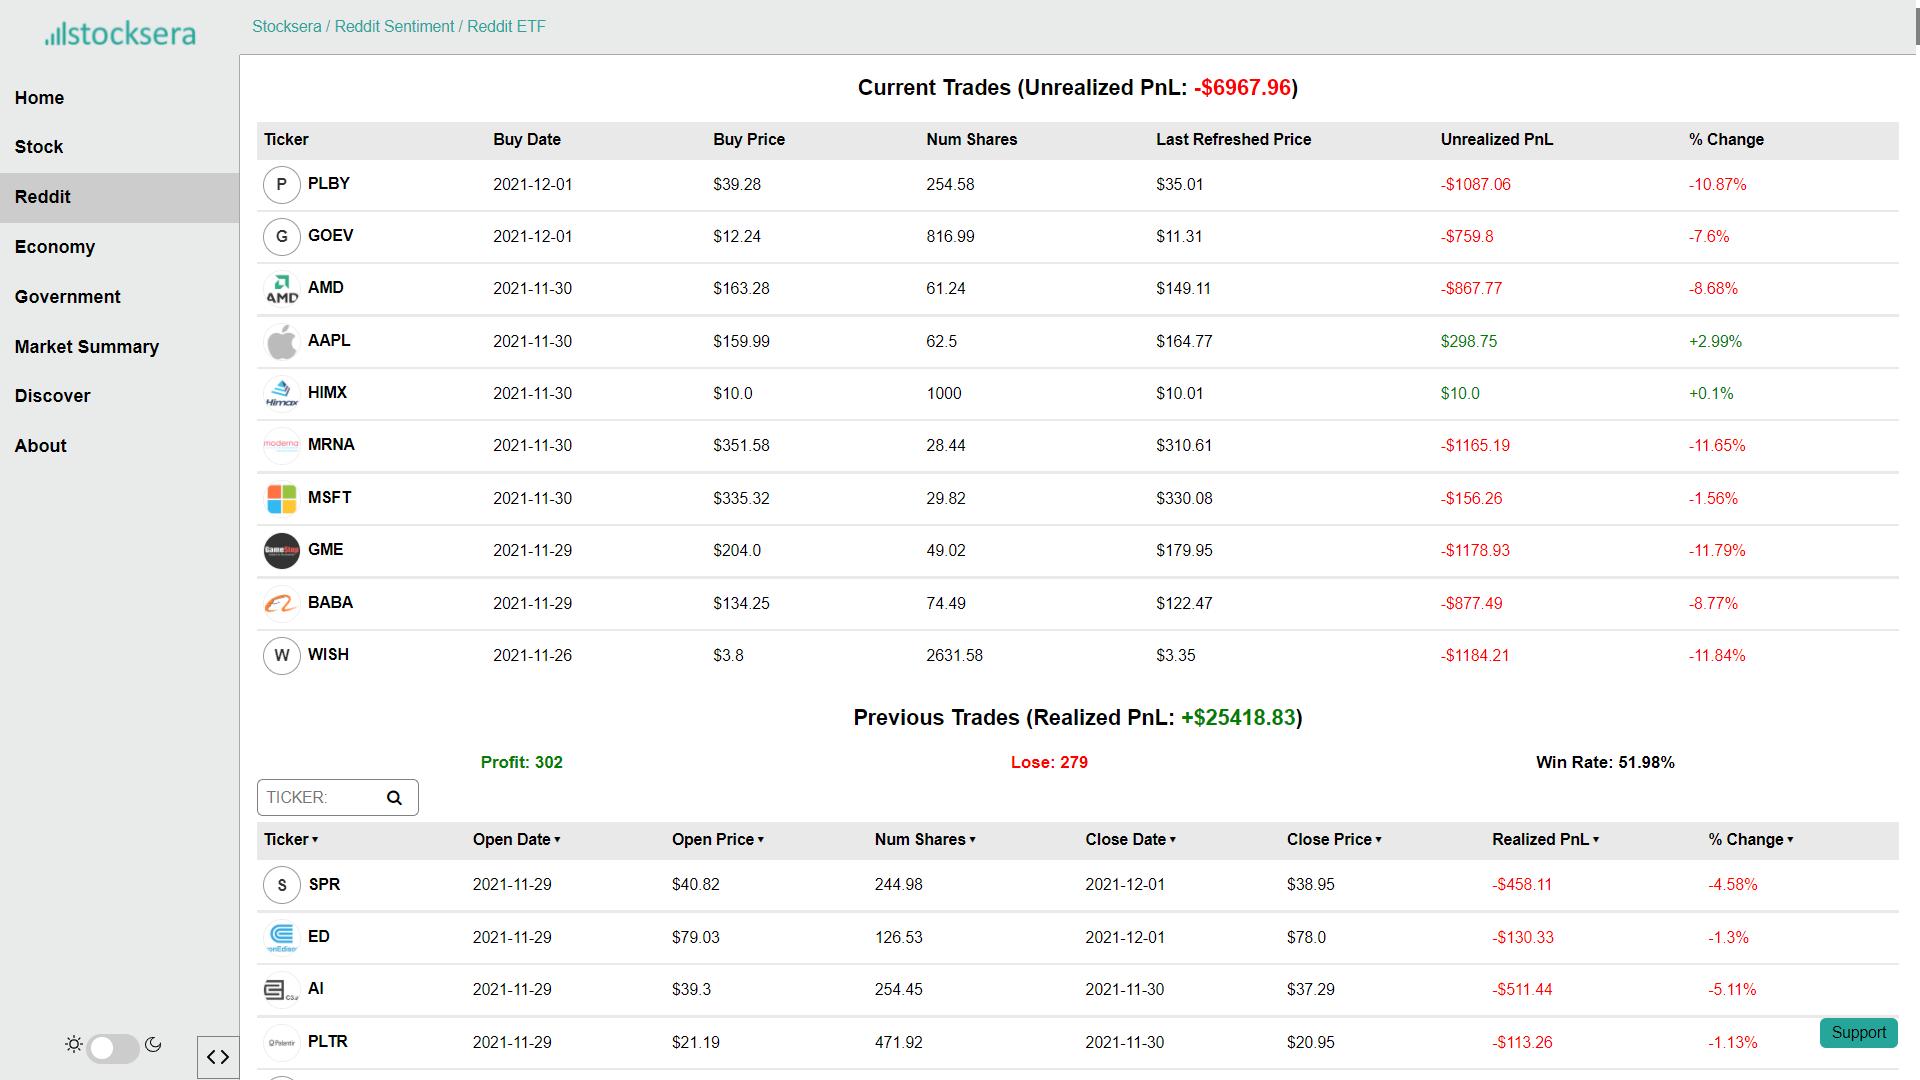 stocksera
Stocksera / Reddit Sentiment / Reddit ETF
Home
Stock
Reddit
Economy
Government
Market Summary
Discover
About
Current Trades (Unrealized PnL: -$6967.96)
Ticker Buy Date Buy Price Num Shares Last Refreshed Price Unrealized PnL % Change
P PLBY 2021-12-01 $39.28 254.58 $35.01 -$1087.06 -10.87%
G GOEV 2021-12-01 $12.24 816.99 $11.31 -$759.8 -7.6%
AMD AMD 2021-11-30 $163.28 61.24 $149.11 -$867.77 -8.68%
AAPL 2021-11-30 $159.99 62.5 $164.77 $298.75 +2.99%
Himax HIMX 2021-11-30 $10.0 1000 $10.01 $10.0 +0.1%
moderna MRNA 2021-11-30 $351.58 28.44 $310.61 -$1165.19 -11.65%
MSFT 2021-11-30 $335.32 29.82 $330.08 -$156.26 -1.56%
GameStop GME 2021-11-29 $204.0 49.02 $179.95 -$1178.93 -11.79%
BABA 2021-11-29 $134.25 74.49 $122.47 -$877.49 -8.77%
W WISH 2021-11-26 $3.8 2631.58 $3.35 -$1184.21 -11.84%
Previous Trades (Realized PnL: +$25418.83)
Profit: 302 Lose: 279 Win Rate: 51.98%
TICKER:
Ticker▾ Open Date▾ Open Price▾ Num Shares▾ Close Date▾ Close Price▾ Realized PnL▾ % Change▾
S SPR 2021-11-29 $40.82 244.98 2021-12-01 $38.95 -$458.11 -4.58%
ED 2021-11-29 $79.03 126.53 2021-12-01 $78.0 -$130.33 -1.3%
AI 2021-11-29 $39.3 254.45 2021-11-30 $37.29 -$511.44 -5.11%
Palantir PLTR 2021-11-29 $21.19 471.92 2021-11-30 $20.95 -$113.26 -1.13%
Support